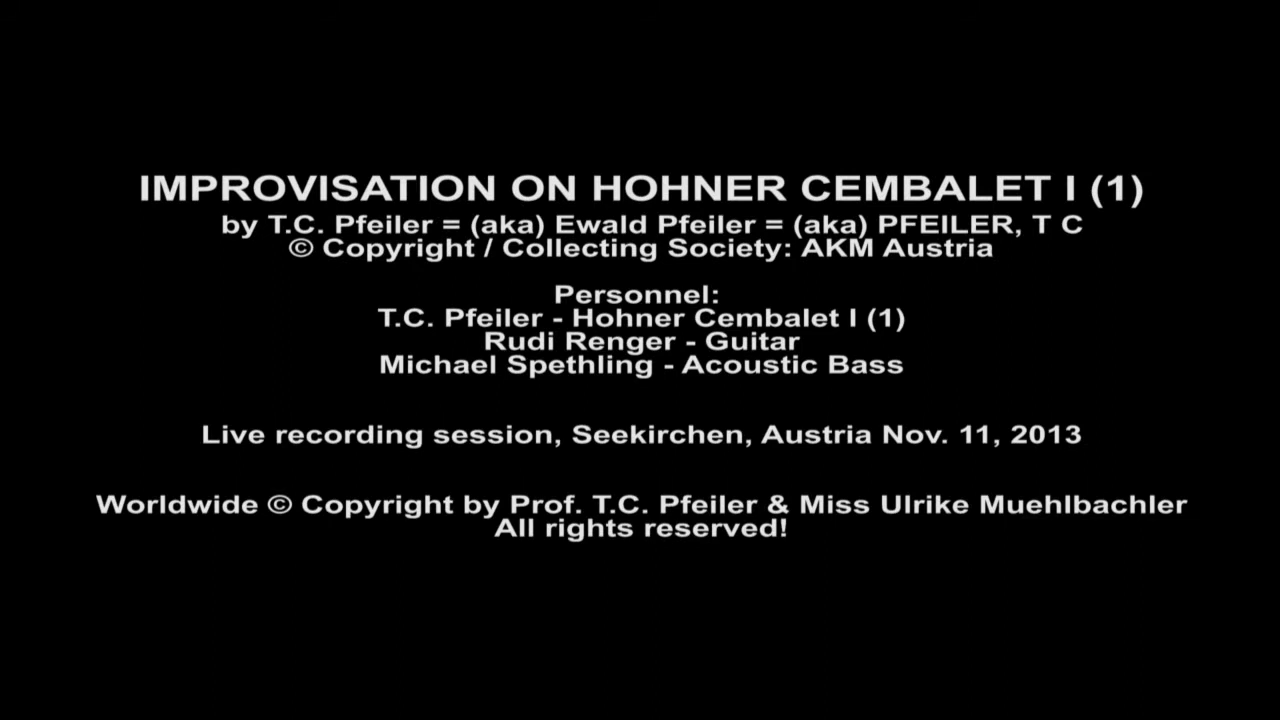 IMPROVISATION ON HOHNER CEMBALET I (1)
by T.C. Pfeiler = (aka) Ewald Pfeiler = (aka) PFEILER, T C
© Copyright / Collecting Society: AKM Austria
Personnel:
T.C. Pfeiler - Hohner Cembalet I (1)
Rudi Renger - Guitar
Michael Spethling - Acoustic Bass
Live recording session, Seekirchen, Austria Nov. 11, 2013
Worldwide © Copyright by Prof. T.C. Pfeiler & Miss Ulrike Muehlbachler
All rights reserved!